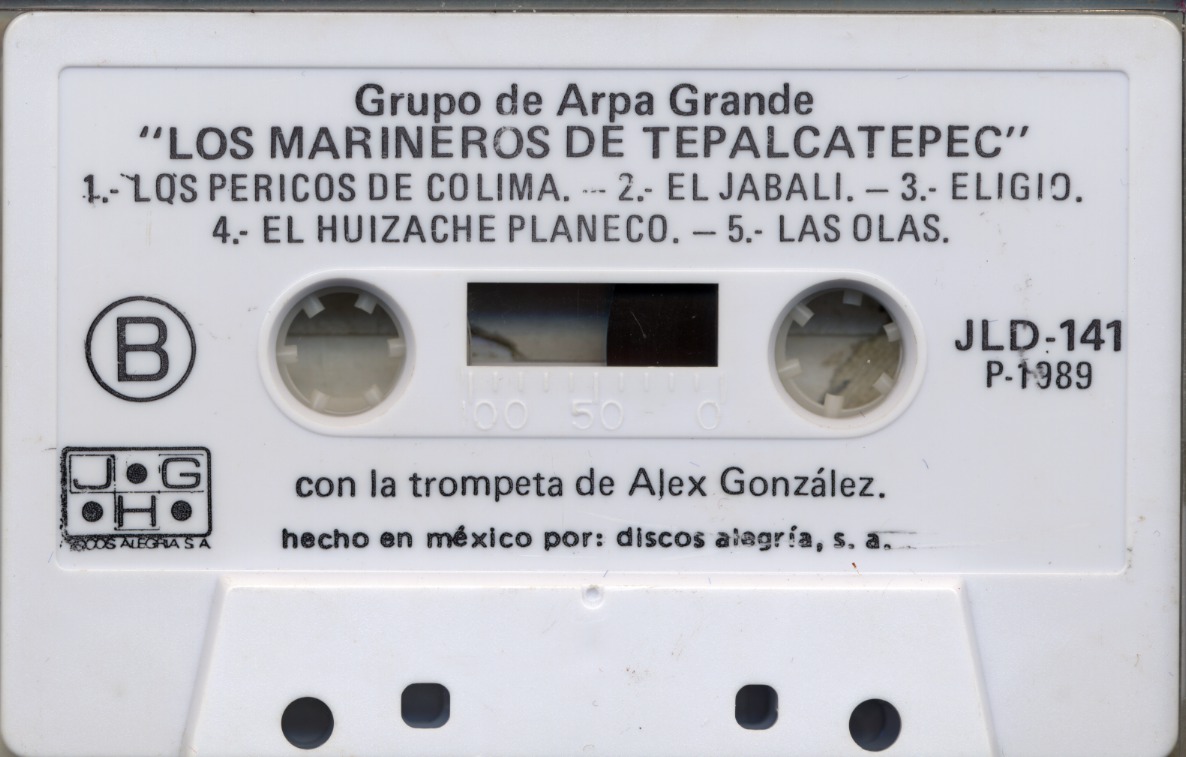 Grupo de Arpa Grande
"LOS MARINEROS DE TEPALCATEPEC"
1.- LOS PERICOS DE COLIMA. -- 2.- EL JABALI. — 3.- ELIGIO.
4.- EL HUIZACHE PLANECO. — 5.- LAS OLAS.
B
JLD-141
P-1989
100 50 0
J G
H
DISCOS ALEGRIA S A
con la trompeta de Alex González.
hecho en méxico por: discos alegría, s. a.